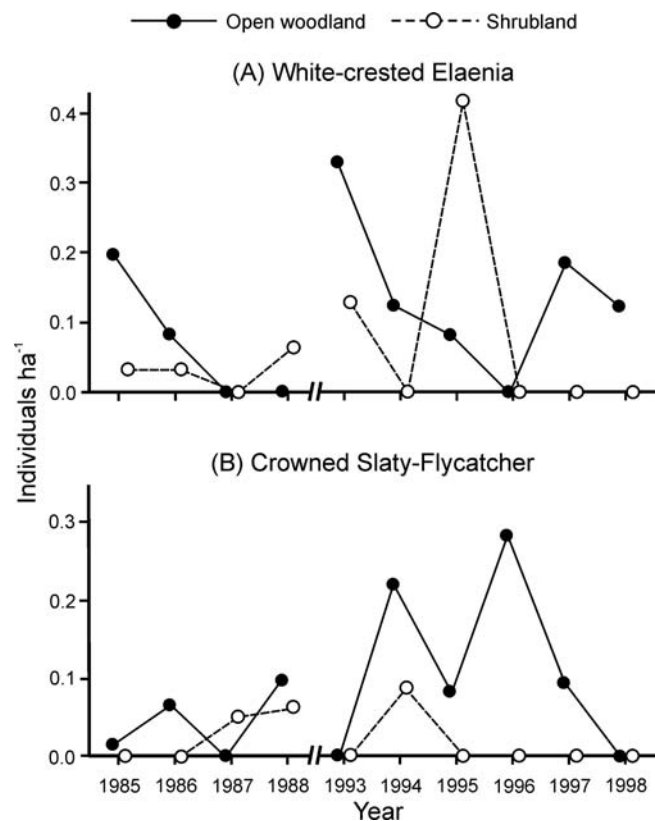 Open woodland Shrubland
(A) White-crested Elaenia
0.4
0.3
0.2
0.1
0.0
Individuals ha⁻¹
(B) Crowned Slaty-Flycatcher
0.3
0.2
0.1
0.0
1985 1986 1987 1988 1993 1994 1995 1996 1997 1998
Year